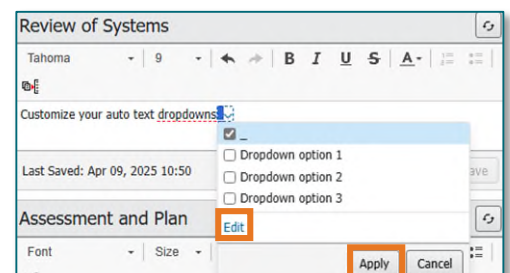 Review of Systems
Tahoma 9 B I U S A
Customize your auto text dropdowns:
_
Dropdown option 1
Last Saved: Apr 09, 2025 10:50
Dropdown option 2
Dropdown option 3
Assessment and Plan
Edit
Font Size
Apply Cancel